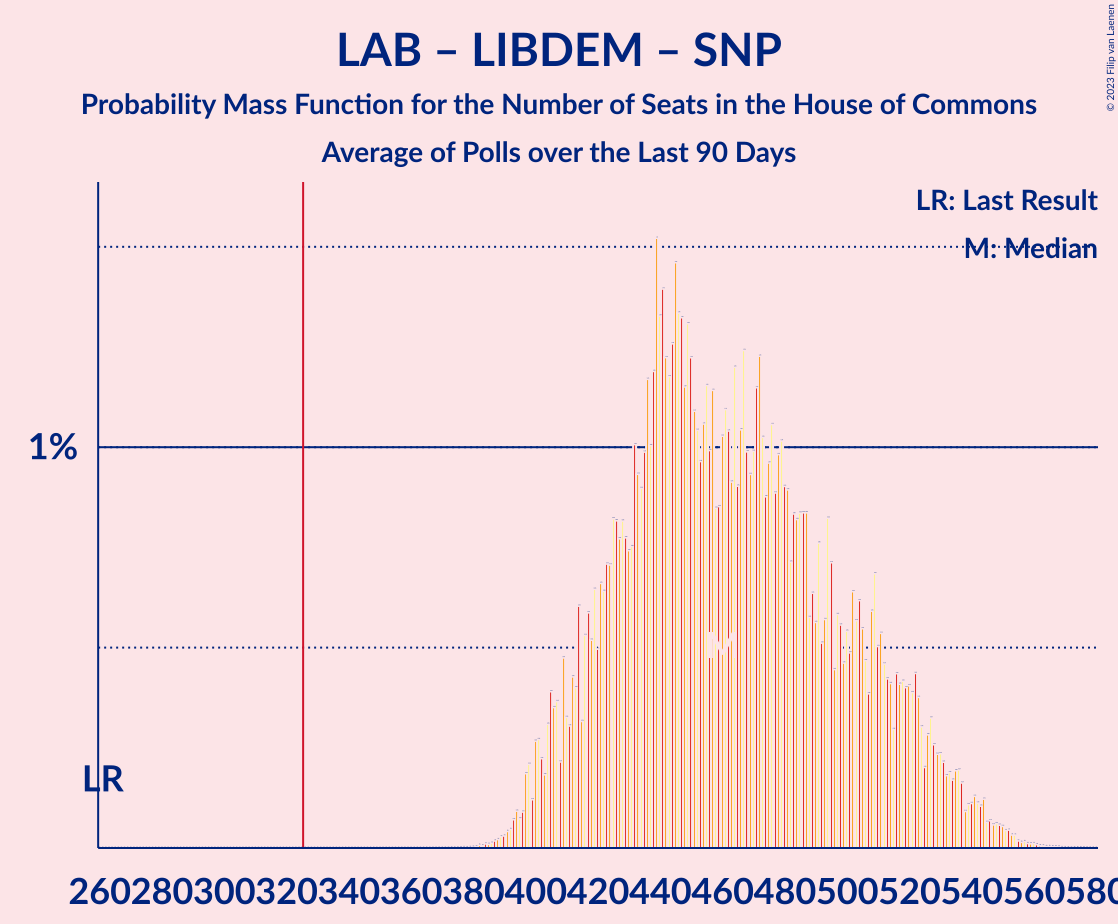 LAB – LIBDEM – SNP
Probability Mass Function for the Number of Seats in the House of Commons
Average of Polls over the Last 90 Days
© 2023 Filip van Laenen
LR: Last Result
M: Median
1%
M
LR
260 280 300 320 340 360 380 400 420 440 460 480 500 520 540 560 580